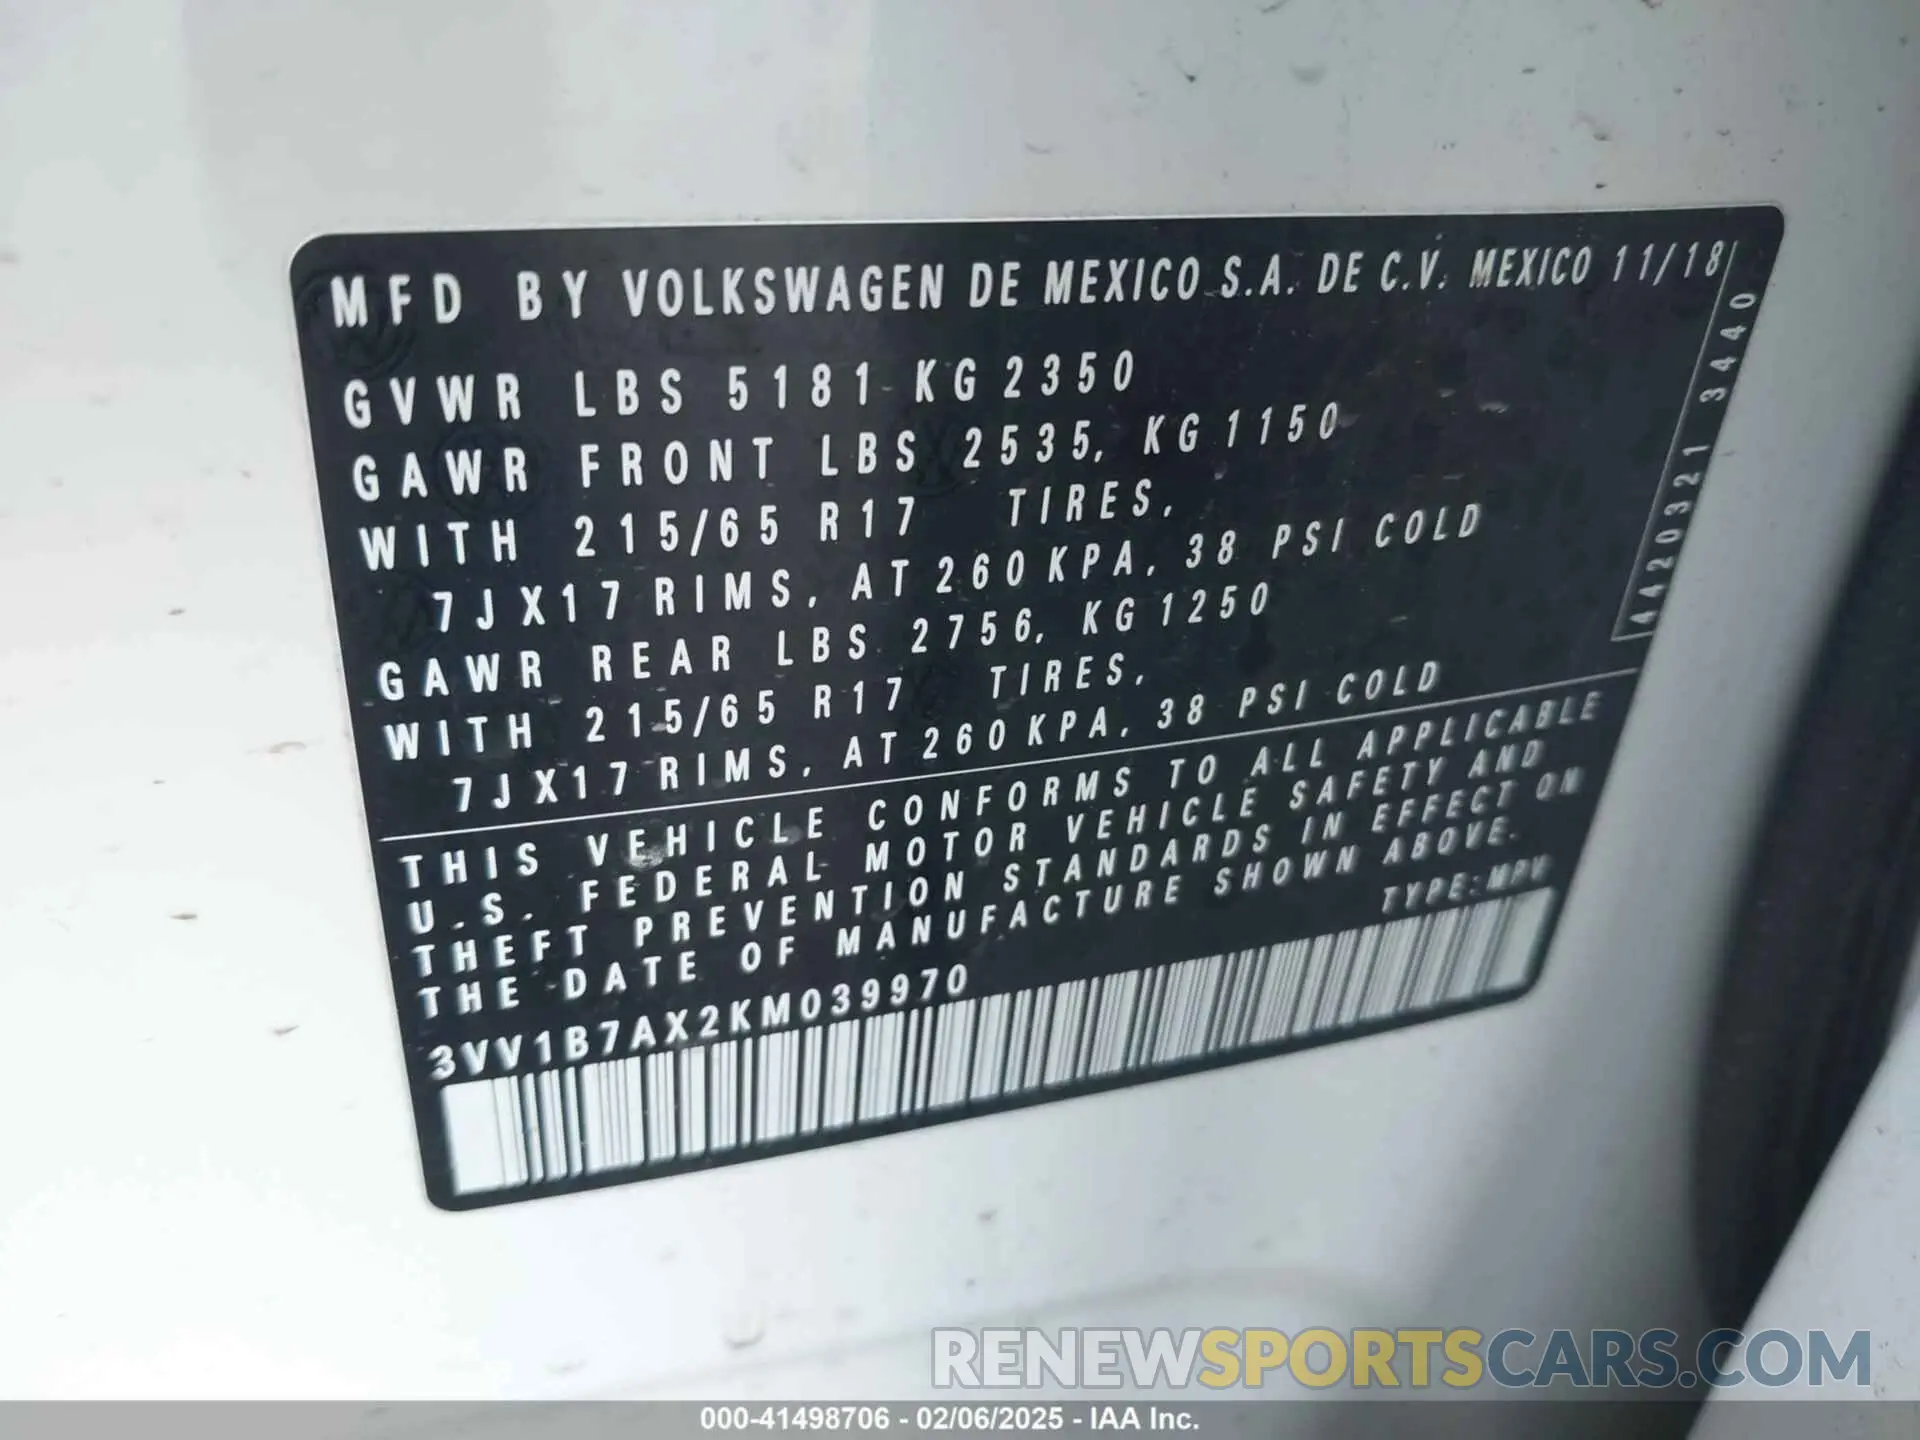 MFD BY VOLKSWAGEN DE MEXICO S.A. DE C.V. MEXICO 11/18
GVWR LBS 5181 KG 2350
GAWR FRONT LBS 2535, KG 1150
WITH 215/65 R17 TIRES,
7JX17 RIMS, AT 260 KPA, 38 PSI COLD
GAWR REAR LBS 2756, KG 1250
WITH 215/65 R17 TIRES,
7JX17 RIMS, AT 260 KPA, 38 PSI COLD
THIS VEHICLE CONFORMS TO ALL APPLICABLE
U.S. FEDERAL MOTOR VEHICLE SAFETY AND
THEFT PREVENTION STANDARDS IN EFFECT ON
THE DATE OF MANUFACTURE SHOWN ABOVE.
TYPE: MPV
3VV1B7AX2KM039970
4420321 3440
RENEWSPORTSCARS.COM
000-41498706 - 02/06/2025 - IAA Inc.